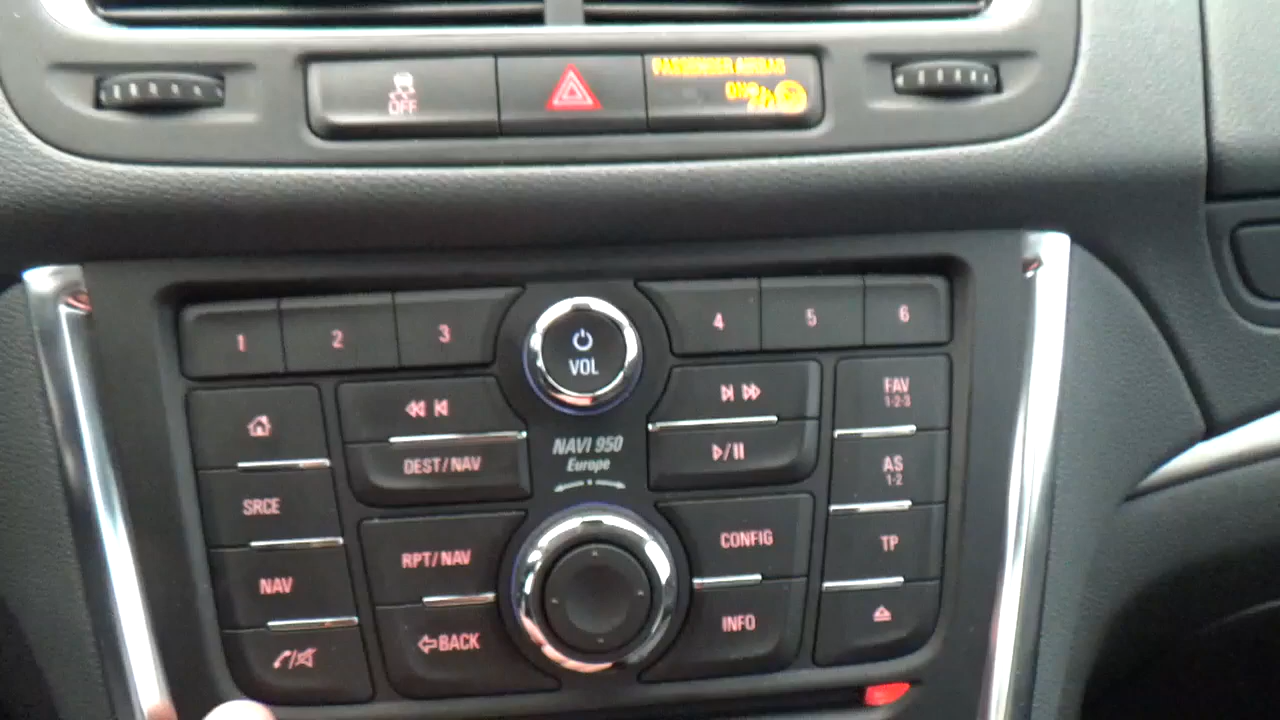 OFF
PASSENGER AIRBAG
1
2
3
VOL
4
5
6
FAV
1-2-3
DEST/NAV
NAVI 950
Europe
AS
1-2
SRCE
RPT/NAV
CONFIG
TP
NAV
BACK
INFO